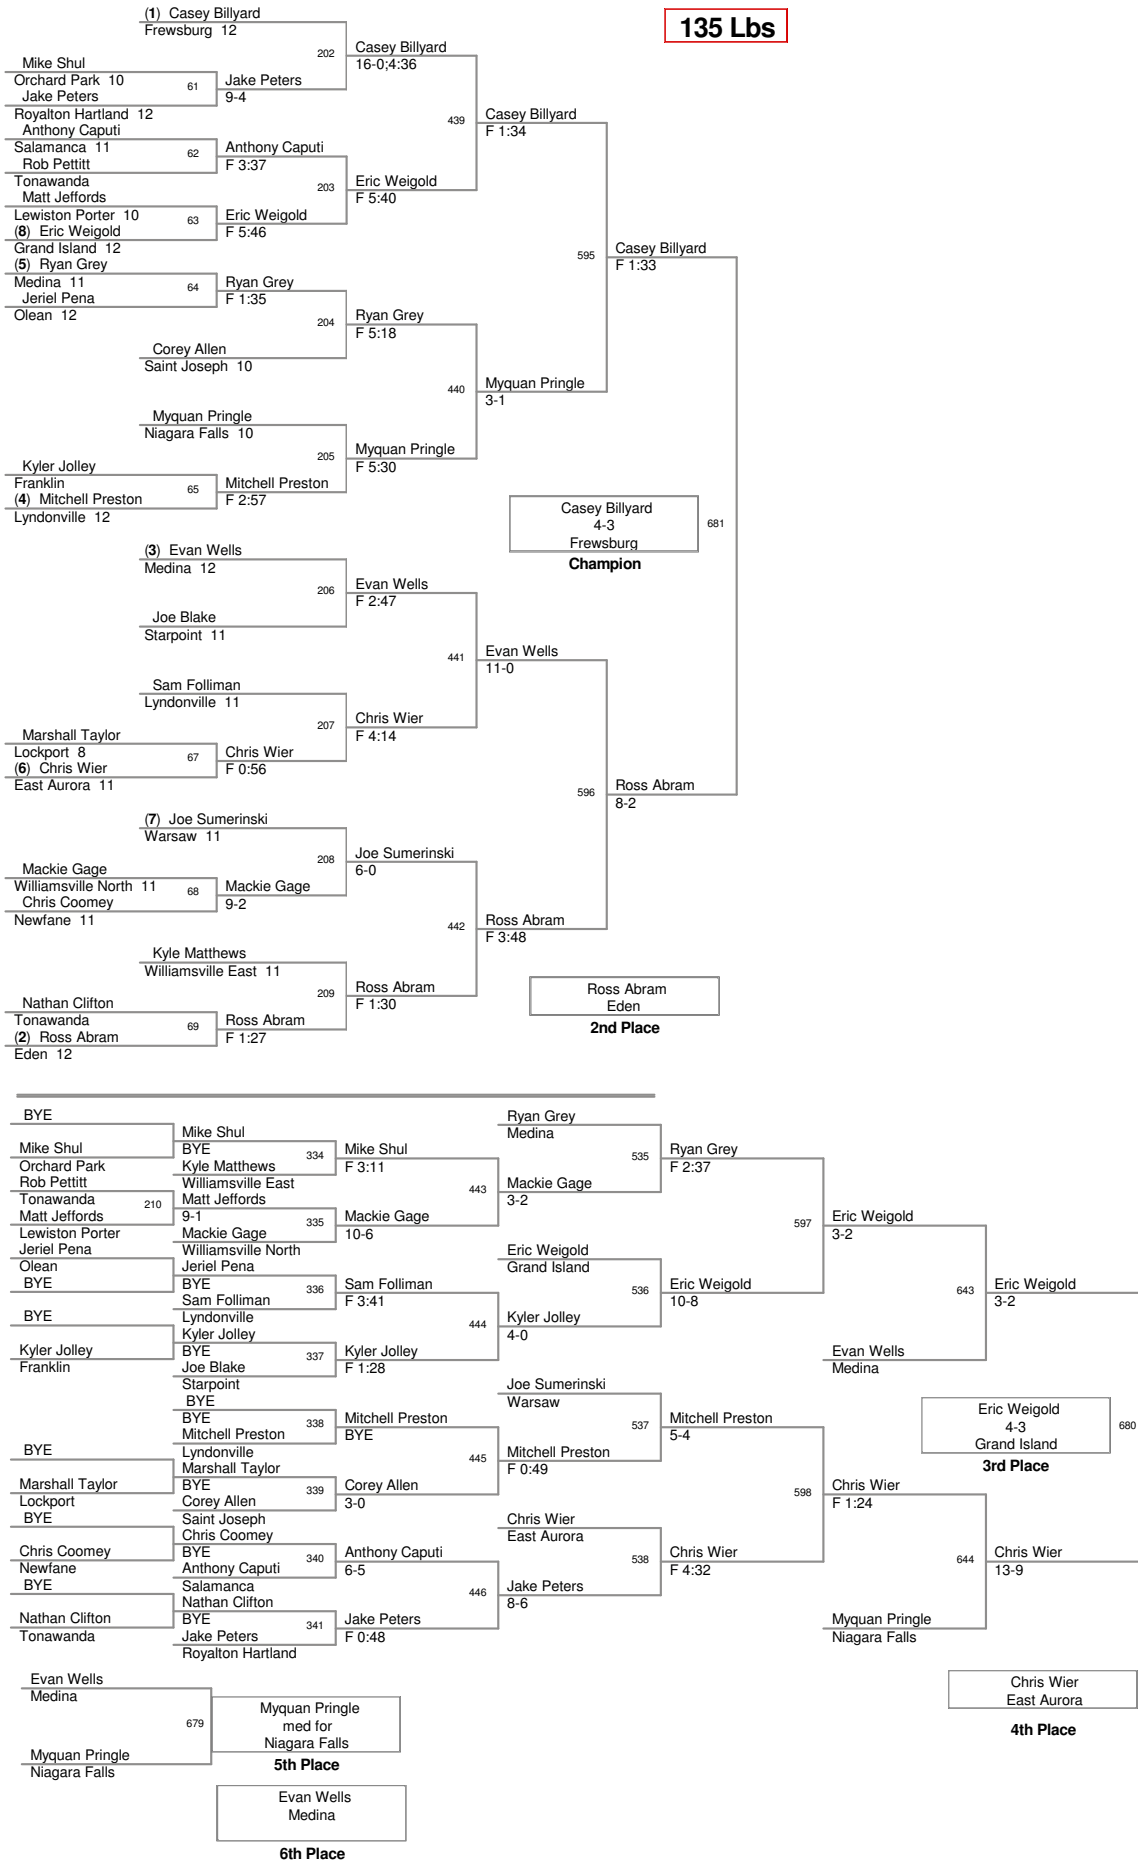 135 Lbs
(1) Casey Billyard
Frewsburg 12
202
Casey Billyard
16-0;4:36
Mike Shul
Orchard Park 10
61
Jake Peters
9-4
Jake Peters
Royalton Hartland 12
439
Casey Billyard
F 1:34
Anthony Caputi
Salamanca 11
62
Anthony Caputi
F 3:37
Rob Pettitt
Tonawanda
203
Eric Weigold
F 5:40
Matt Jeffords
Lewiston Porter 10
63
Eric Weigold
F 5:46
(8) Eric Weigold
Grand Island 12
595
Casey Billyard
F 1:33
(5) Ryan Grey
Medina 11
64
Ryan Grey
F 1:35
Jeriel Pena
Olean 12
204
Ryan Grey
F 5:18
Corey Allen
Saint Joseph 10
440
Myquan Pringle
3-1
Myquan Pringle
Niagara Falls 10
205
Myquan Pringle
F 5:30
Kyler Jolley
Franklin
65
Mitchell Preston
F 2:57
(4) Mitchell Preston
Lyndonville 12
Casey Billyard
4-3
Frewsburg
681
Champion
(3) Evan Wells
Medina 12
206
Evan Wells
F 2:47
Joe Blake
Starpoint 11
441
Evan Wells
11-0
Sam Folliman
Lyndonville 11
207
Chris Wier
F 4:14
Marshall Taylor
Lockport 8
67
Chris Wier
F 0:56
(6) Chris Wier
East Aurora 11
596
Ross Abram
8-2
(7) Joe Sumerinski
Warsaw 11
208
Joe Sumerinski
6-0
Mackie Gage
Williamsville North 11
68
Mackie Gage
9-2
Chris Coomey
Newfane 11
442
Ross Abram
F 3:48
Kyle Matthews
Williamsville East 11
209
Ross Abram
F 1:30
Nathan Clifton
Tonawanda
69
Ross Abram
F 1:27
(2) Ross Abram
Eden 12
Ross Abram
Eden
2nd Place
BYE
Mike Shul
BYE
334
Mike Shul
F 3:11
Ryan Grey
Medina
535
Ryan Grey
F 2:37
Mike Shul
Orchard Park
Kyle Matthews
Williamsville East
443
Mackie Gage
3-2
Rob Pettitt
Tonawanda
210
Matt Jeffords
9-1
335
Mackie Gage
10-6
597
Eric Weigold
3-2
Matt Jeffords
Lewiston Porter
Mackie Gage
Williamsville North
Jeriel Pena
Olean
Jeriel Pena
BYE
336
Sam Folliman
F 3:41
Eric Weigold
Grand Island
536
Eric Weigold
10-8
643
Eric Weigold
3-2
BYE
Sam Folliman
Lyndonville
444
Kyler Jolley
4-0
BYE
Kyler Jolley
BYE
337
Kyler Jolley
F 1:28
Evan Wells
Medina
Kyler Jolley
Franklin
Joe Blake
Starpoint
Joe Sumerinski
Warsaw
537
Mitchell Preston
5-4
BYE
BYE
338
Mitchell Preston
BYE
Mitchell Preston
Lyndonville
445
Mitchell Preston
F 0:49
Eric Weigold
4-3
Grand Island
680
3rd Place
BYE
Marshall Taylor
BYE
339
Corey Allen
3-0
598
Chris Wier
F 1:24
Marshall Taylor
Lockport
Corey Allen
Saint Joseph
Chris Wier
East Aurora
538
Chris Wier
F 4:32
644
Chris Wier
13-9
BYE
Chris Coomey
BYE
340
Anthony Caputi
6-5
Chris Coomey
Newfane
Anthony Caputi
Salamanca
446
Jake Peters
8-6
BYE
Nathan Clifton
BYE
341
Jake Peters
F 0:48
Myquan Pringle
Niagara Falls
Nathan Clifton
Tonawanda
Jake Peters
Royalton Hartland
Evan Wells
Medina
679
Myquan Pringle
med for
Niagara Falls
5th Place
Myquan Pringle
Niagara Falls
Chris Wier
East Aurora
4th Place
Evan Wells
Medina
6th Place